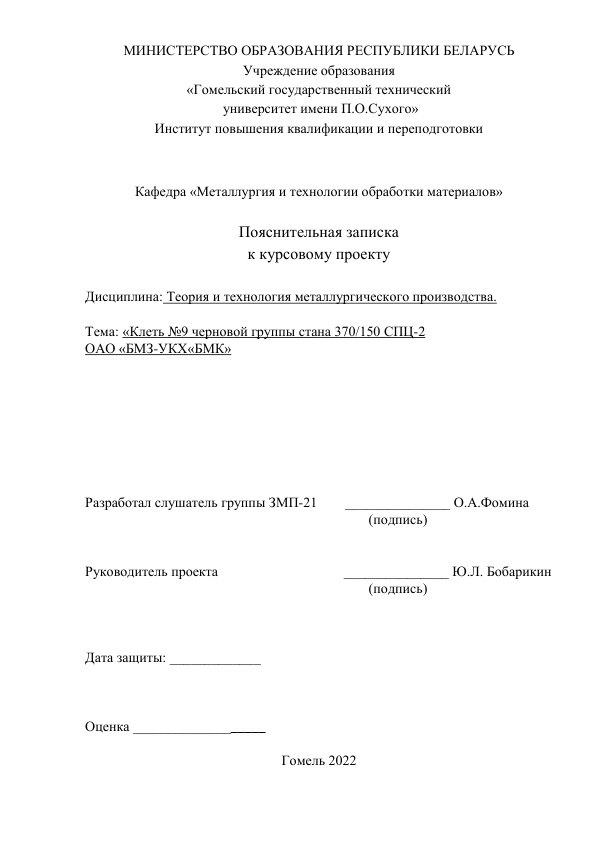 МИНИСТЕРСТВО ОБРАЗОВАНИЯ РЕСПУБЛИКИ БЕЛАРУСЬ
Учреждение образования
«Гомельский государственный технический
университет имени П.О.Сухого»
Институт повышения квалификации и переподготовки
Кафедра «Металлургия и технологии обработки материалов»
Пояснительная записка
к курсовому проекту
Дисциплина: Теория и технология металлургического производства.
Тема: «Клеть №9 черновой группы стана 370/150 СПЦ-2
ОАО «БМЗ-УКХ«БМК»
Разработал слушатель группы ЗМП-21 _______________ О.А.Фомина
(подпись)
Руководитель проекта _______________ Ю.Л. Бобарикин
(подпись)
Дата защиты: _____________
Оценка ___________________
Гомель 2022